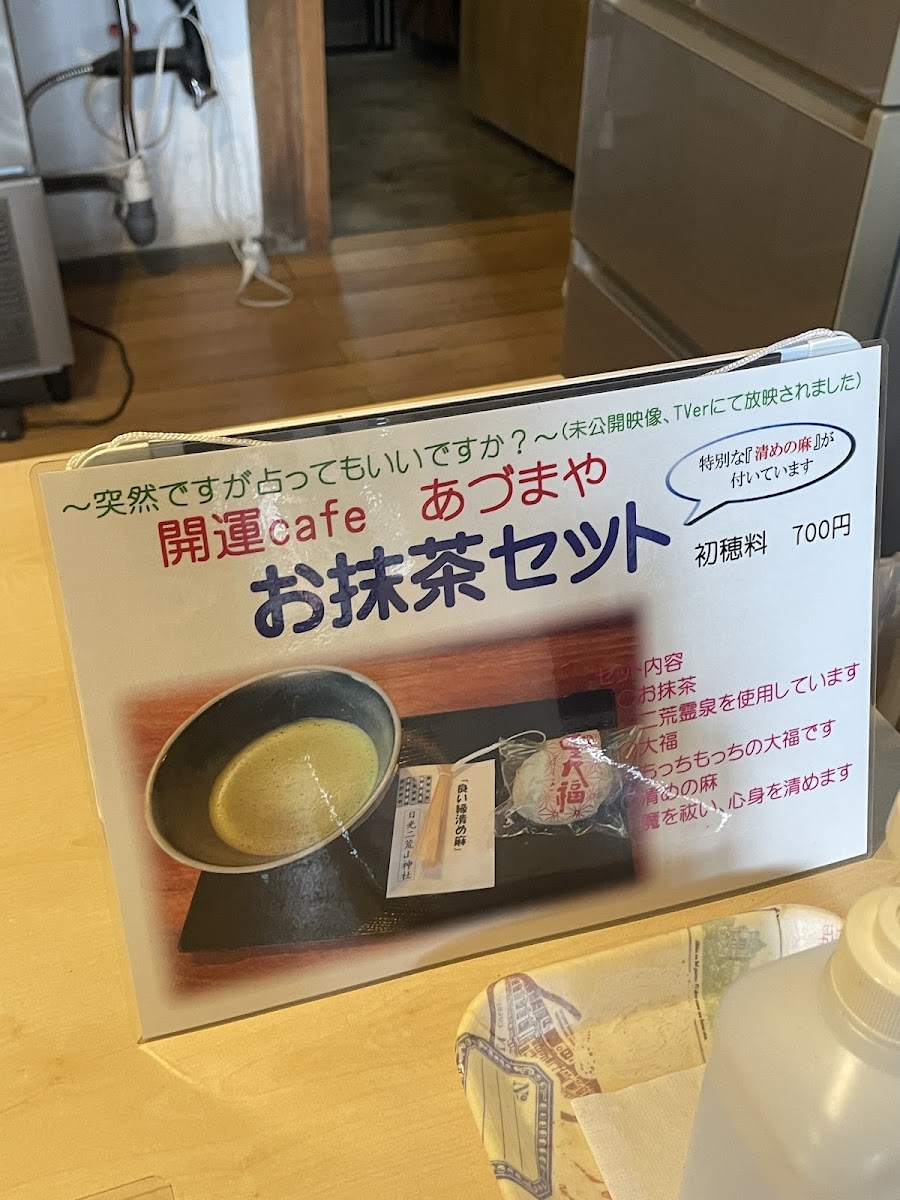 ～突然ですが占ってもいいですか？～(未公開映像、TVerにて放映されました)
開運cafe　あづまや
特別な『清めの麻』が
付いています
お抹茶セット
初穂料　700円
セット内容
●お抹茶
二荒霊泉を使用しています
大福
もっちもっちの大福です
清めの麻
魔を祓い、心身を清めます
『良い縁清め麻』
日光二荒山神社
大福